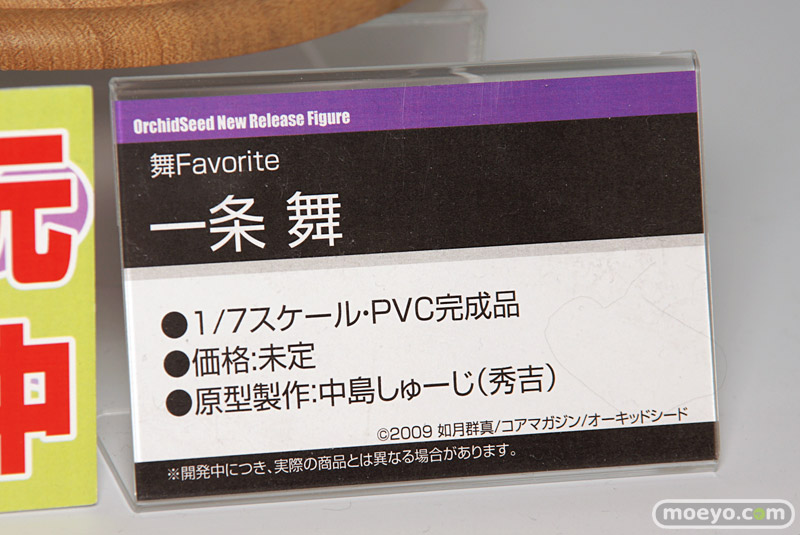 OrchidSeed New Release Figure
舞Favorite
一条 舞
●1/7スケール・PVC完成品
●価格:未定
●原型製作:中島しゅーじ(秀吉)
©2009 如月群真/コアマガジン/オーキッドシード
※開発中につき、実際の商品とは異なる場合があります。
元
中
moeyo.com